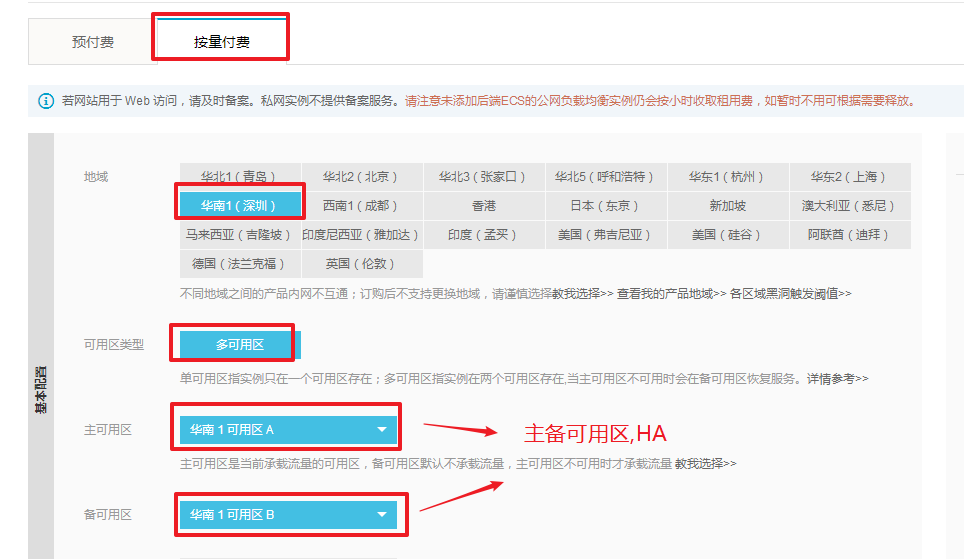 预付费 按量付费
若网站用于 Web 访问，请及时备案。私网实例不提供备案服务。请注意未添加后端ECS的公网负载均衡实例仍会按小时收取租用费，如暂时不用可根据需要释放。
地域 华北1（青岛） 华北2（北京） 华北3（张家口） 华北5（呼和浩特） 华东1（杭州） 华东2（上海）
华南1（深圳） 西南1（成都） 香港 日本（东京） 新加坡 澳大利亚（悉尼）
马来西亚（吉隆坡） 印度尼西亚（雅加达） 印度（孟买） 美国（弗吉尼亚） 美国（硅谷） 阿联酋（迪拜）
德国（法兰克福） 英国（伦敦）
不同地域之间的产品内网不互通；订购后不支持更换地域，请谨慎选择教我选择>> 查看我的产品地域>> 各区域黑洞触发阈值>>
可用区类型 多可用区
单可用区指实例只在一个可用区存在；多可用区指实例在两个可用区存在,当主可用区不可用时会在备可用区恢复服务。详情参考>>
基本配置
主可用区 华南 1 可用区 A
主备可用区,HA
主可用区是当前承载流量的可用区，备可用区默认不承载流量，主可用区不可用时才承载流量 教我选择>>
备可用区 华南 1 可用区 B